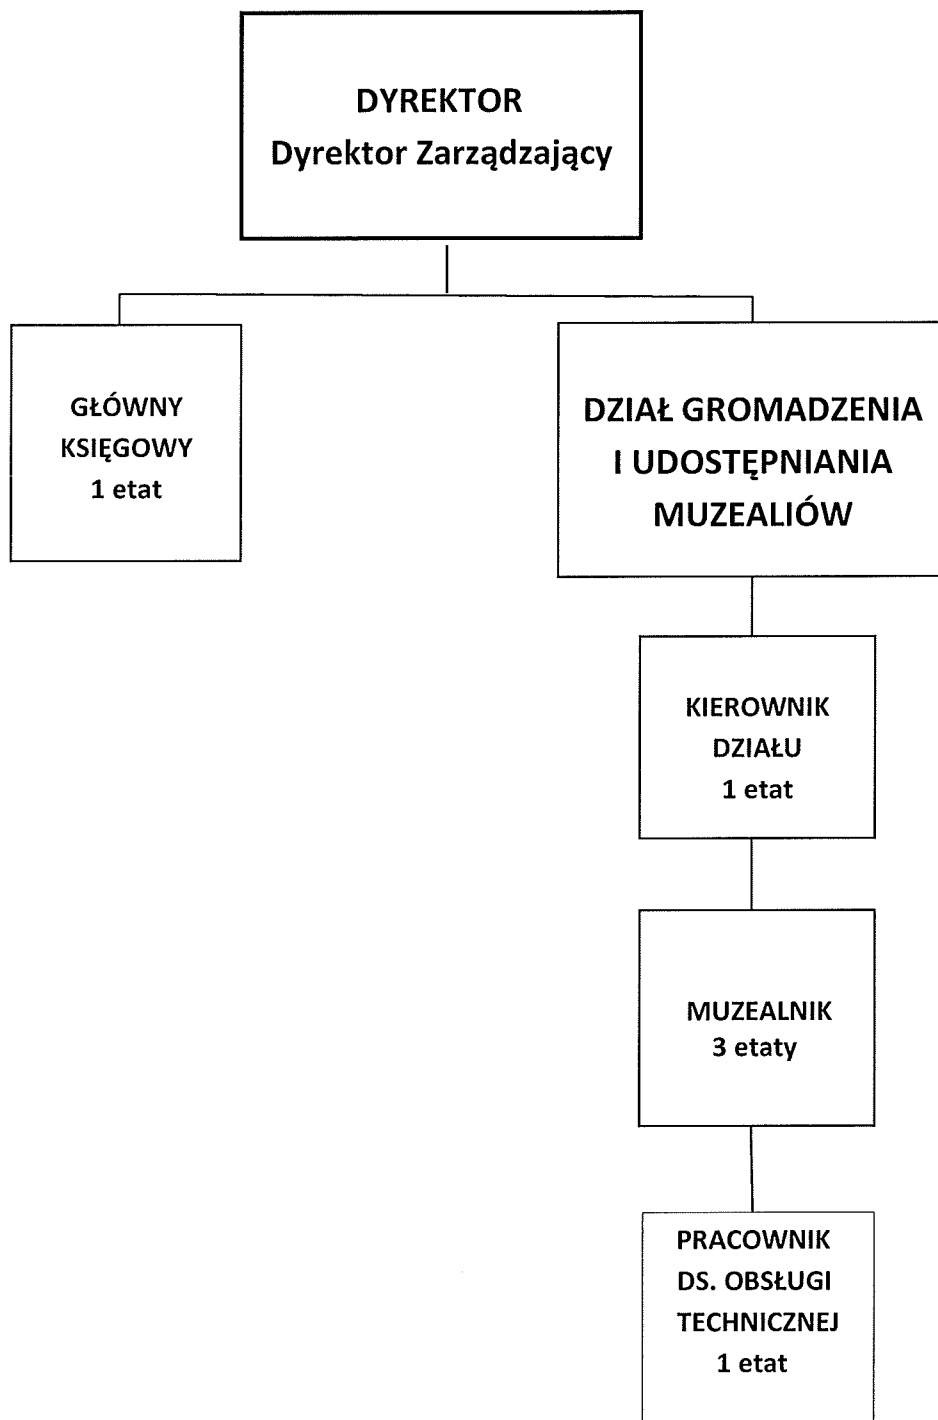 DYREKTOR
Dyrektor Zarządzający
GŁÓWNY
KSIĘGOWY
1 etat
DZIAŁ GROMADZENIA
I UDOSTĘPNIANIA
MUZEALIÓW
KIEROWNIK
DZIAŁU
1 etat
MUZEALNIK
3 etaty
PRACOWNIK
DS. OBSŁUGI
TECHNICZNEJ
1 etat